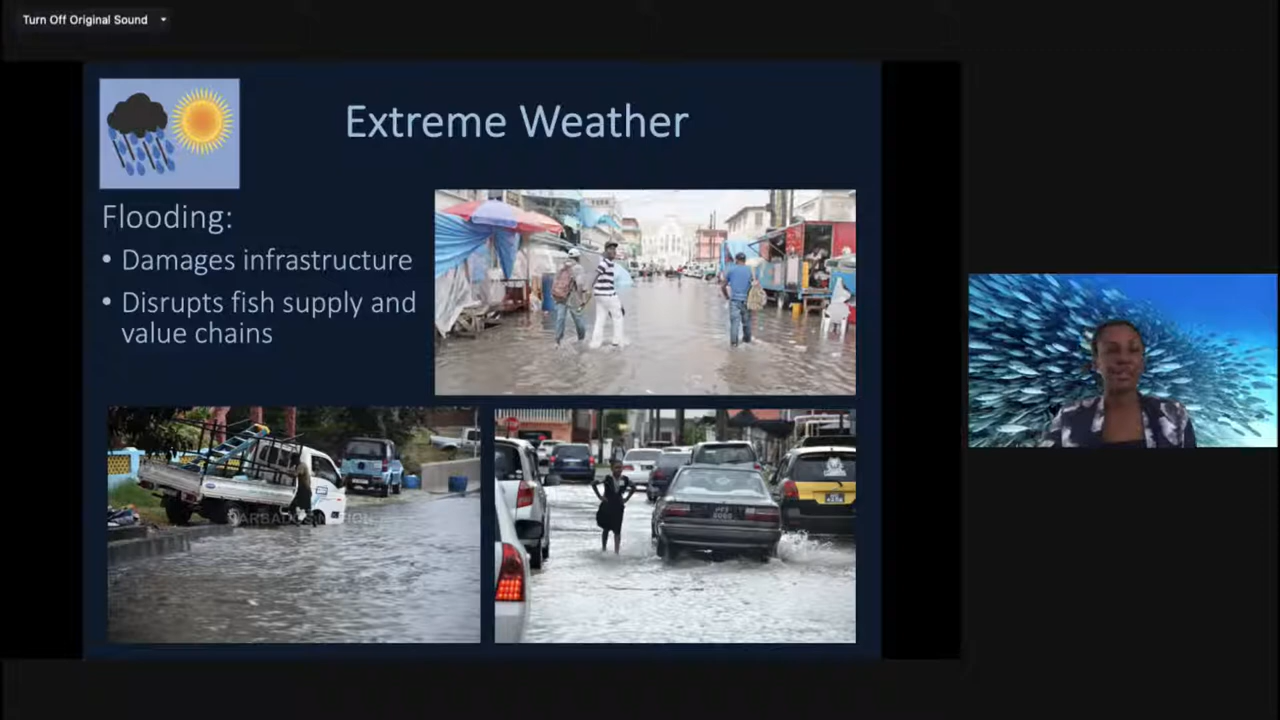 Turn Off Original Sound
Extreme Weather
Flooding:
• Damages infrastructure
• Disrupts fish supply and
value chains